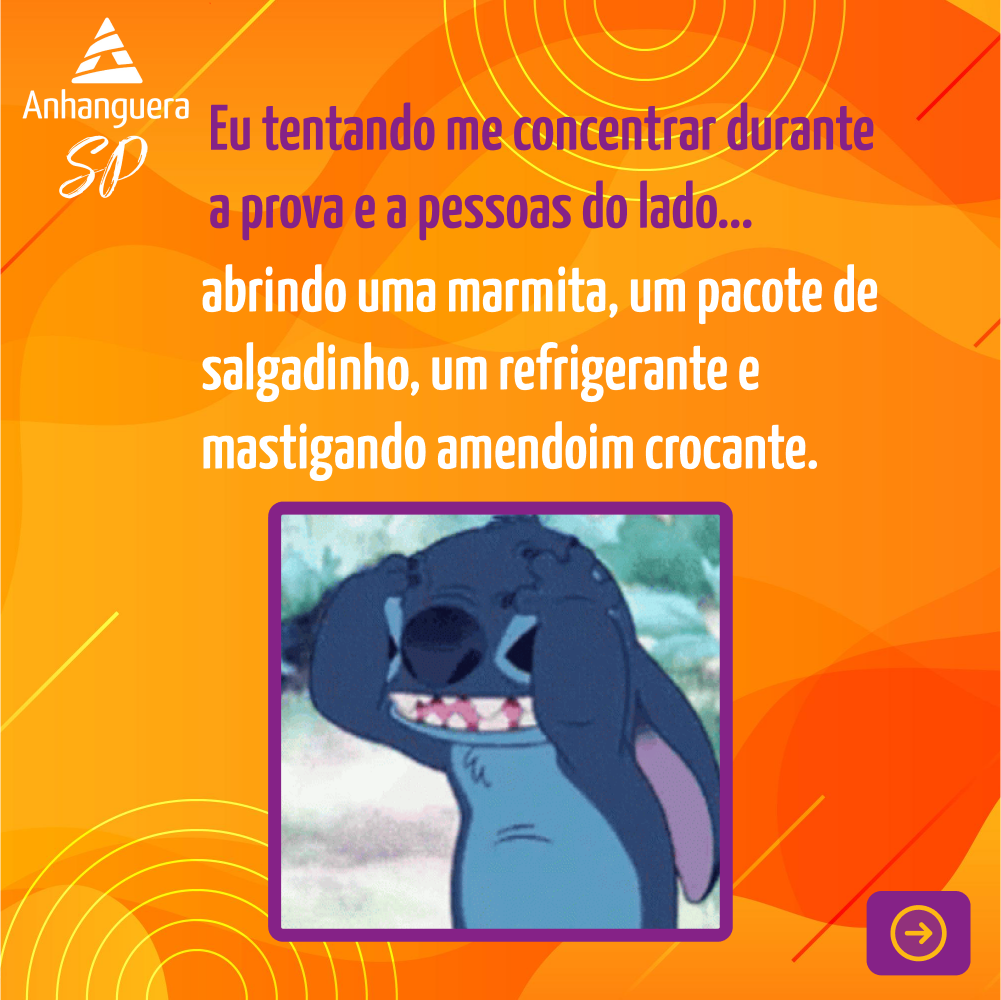 Anhanguera
SP
Eu tentando me concentrar durante
a prova e a pessoas do lado...
abrindo uma marmita, um pacote de
salgadinho, um refrigerante e
mastigando amendoim crocante.